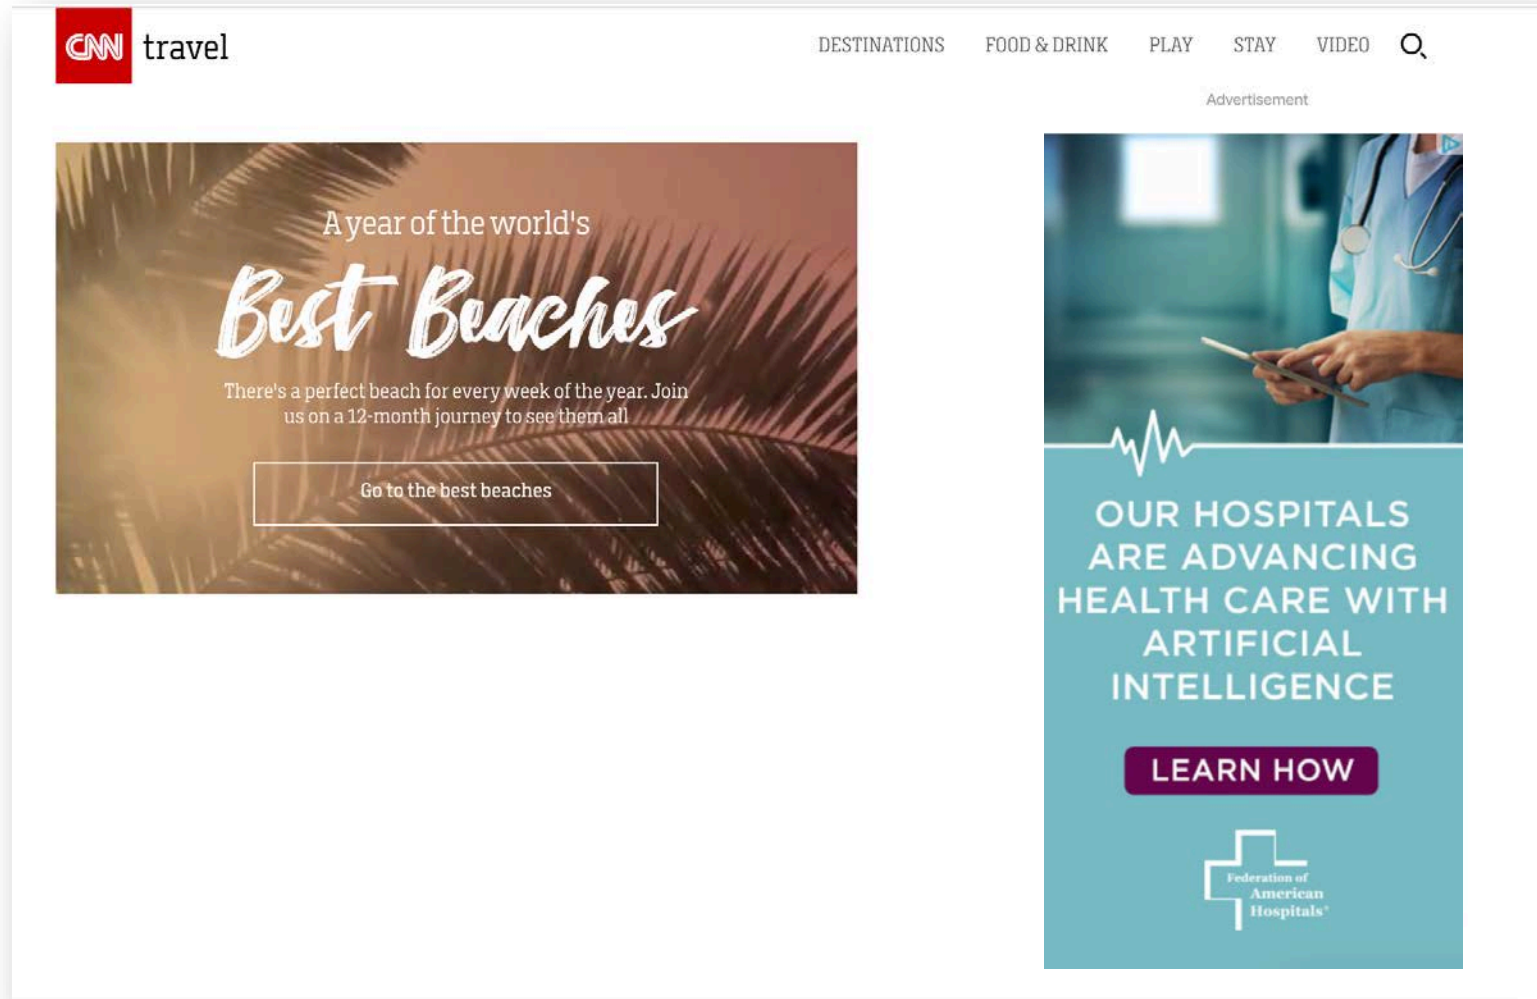 CNN travel
DESTINATIONS FOOD & DRINK PLAY STAY VIDEO
Advertisement
A year of the world's
Best Beaches
There's a perfect beach for every week of the year. Join
us on a 12-month journey to see them all
Go to the best beaches
OUR HOSPITALS
ARE ADVANCING
HEALTH CARE WITH
ARTIFICIAL
INTELLIGENCE
LEARN HOW
Federation of
American
Hospitals®